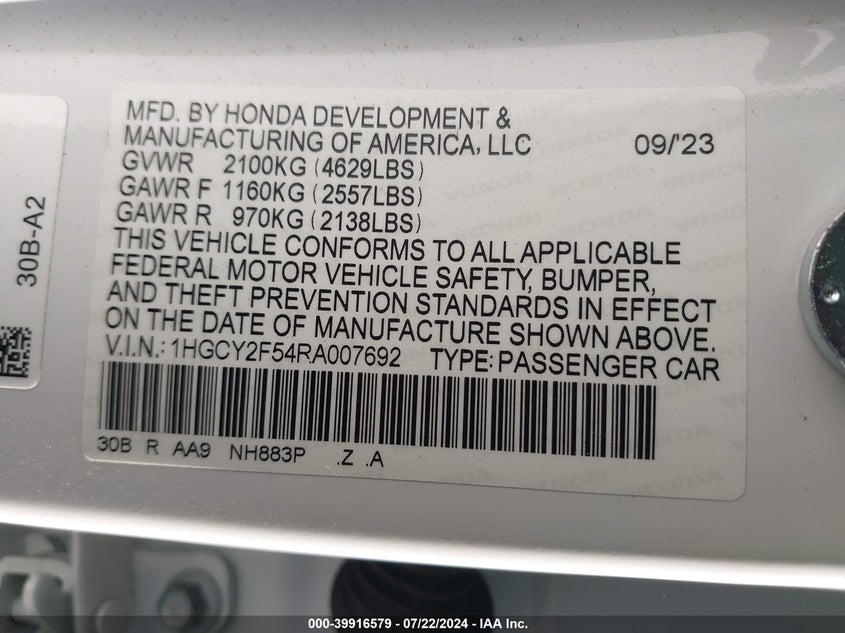 MFD. BY HONDA DEVELOPMENT &
MANUFACTURING OF AMERICA, LLC 09/'23
GVWR 2100KG (4629LBS)
GAWR F 1160KG (2557LBS)
GAWR R 970KG (2138LBS)
THIS VEHICLE CONFORMS TO ALL APPLICABLE
FEDERAL MOTOR VEHICLE SAFETY, BUMPER,
AND THEFT PREVENTION STANDARDS IN EFFECT
ON THE DATE OF MANUFACTURE SHOWN ABOVE.
V.I.N.: 1HGCY2F54RA007692 TYPE: PASSENGER CAR
30B R AA9 NH883P .Z .A
30B-A2
000-39916579 - 07/22/2024 - IAA Inc.